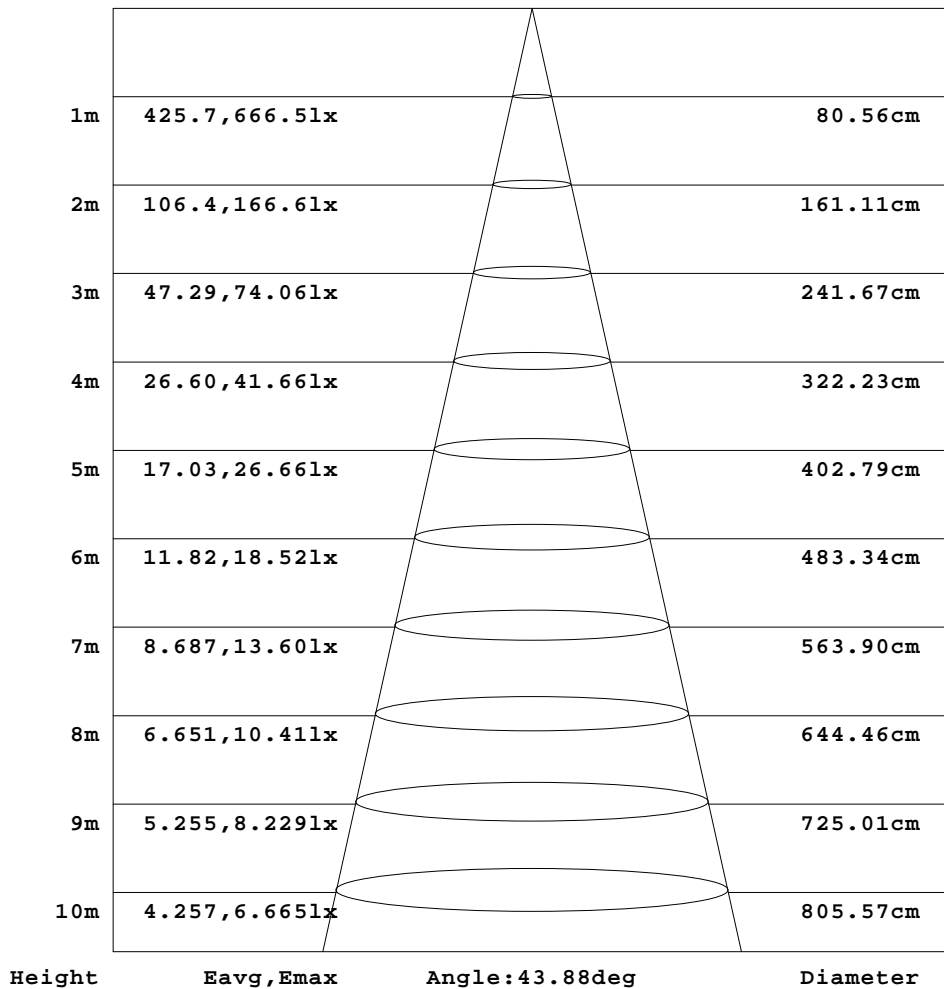 1m 425.7,666.5lx 80.56cm
2m 106.4,166.6lx 161.11cm
3m 47.29,74.06lx 241.67cm
4m 26.60,41.66lx 322.23cm
5m 17.03,26.66lx 402.79cm
6m 11.82,18.52lx 483.34cm
7m 8.687,13.60lx 563.90cm
8m 6.651,10.41lx 644.46cm
9m 5.255,8.229lx 725.01cm
10m 4.257,6.665lx 805.57cm
Height Eavg,Emax Angle:43.88deg Diameter